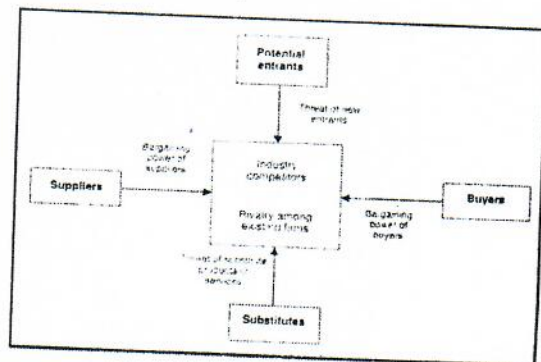 Potential
entrants
Threat of new
entrants
Bargaining
power of
suppliers
Industry
competitors
Suppliers
Buyers
Rivalry among
existing firms
Bargaining
power of
buyers
Threat of substitute
products or
services
Substitutes